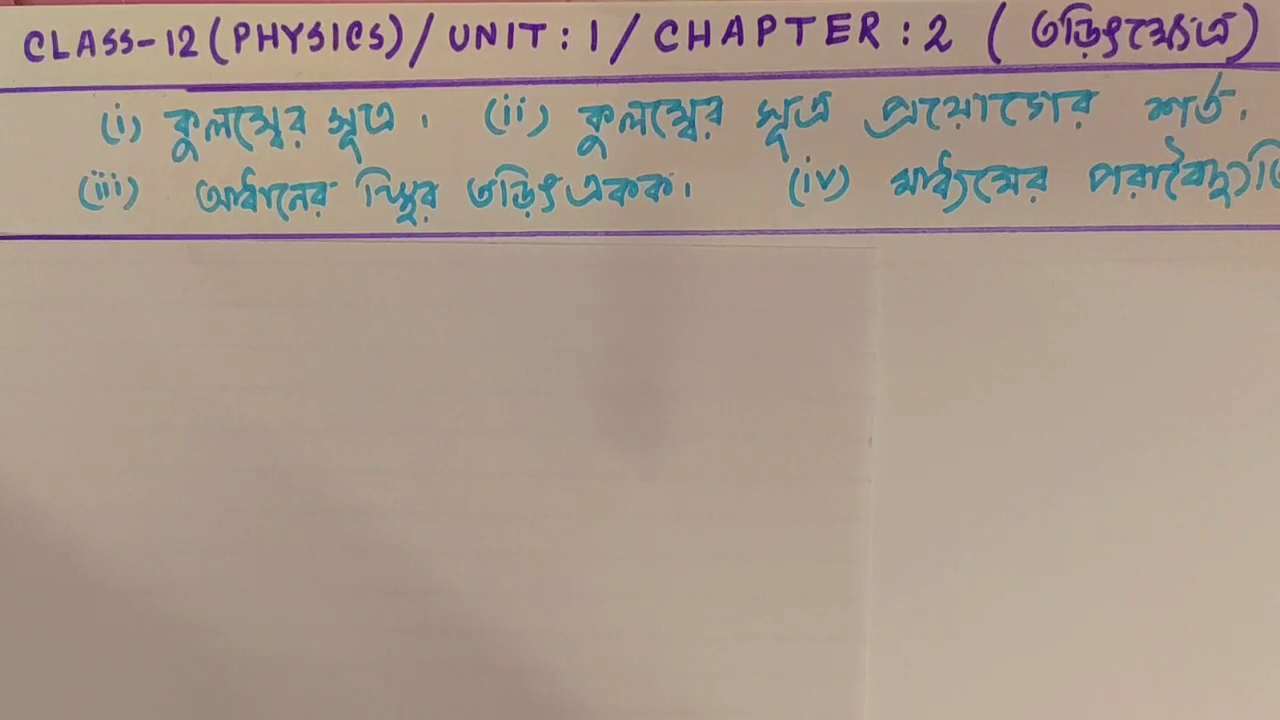 CLASS-12 (PHYSICS) / UNIT : 1 / CHAPTER : 2 ( তড়িৎক্ষেত্র )
(i) কুলম্বের সূত্র । (ii) কুলম্বের সূত্র প্রয়োগের শর্ত .
(iii) আধানের স্থির তড়িৎ একক । (iv) মাধ্যমের